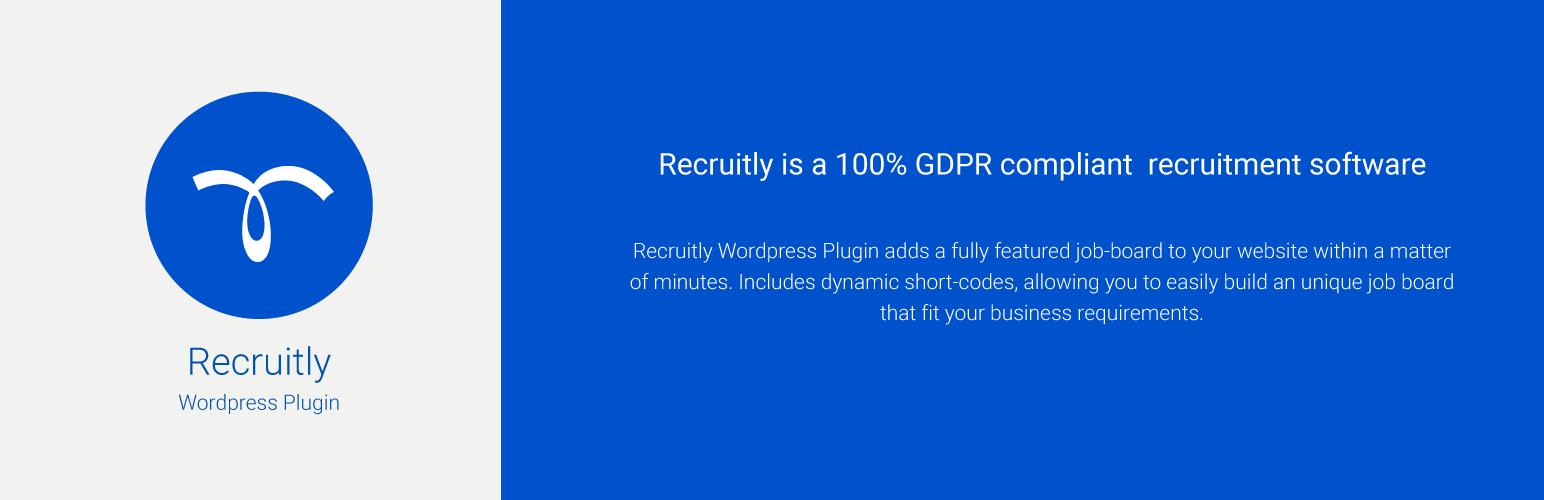 Recruitly
Wordpress Plugin
Recruitly is a 100% GDPR compliant  recruitment software
Recruitly Wordpress Plugin adds a fully featured job-board to your website within a matter
of minutes. Includes dynamic short-codes, allowing you to easily build an unique job board
that fit your business requirements.